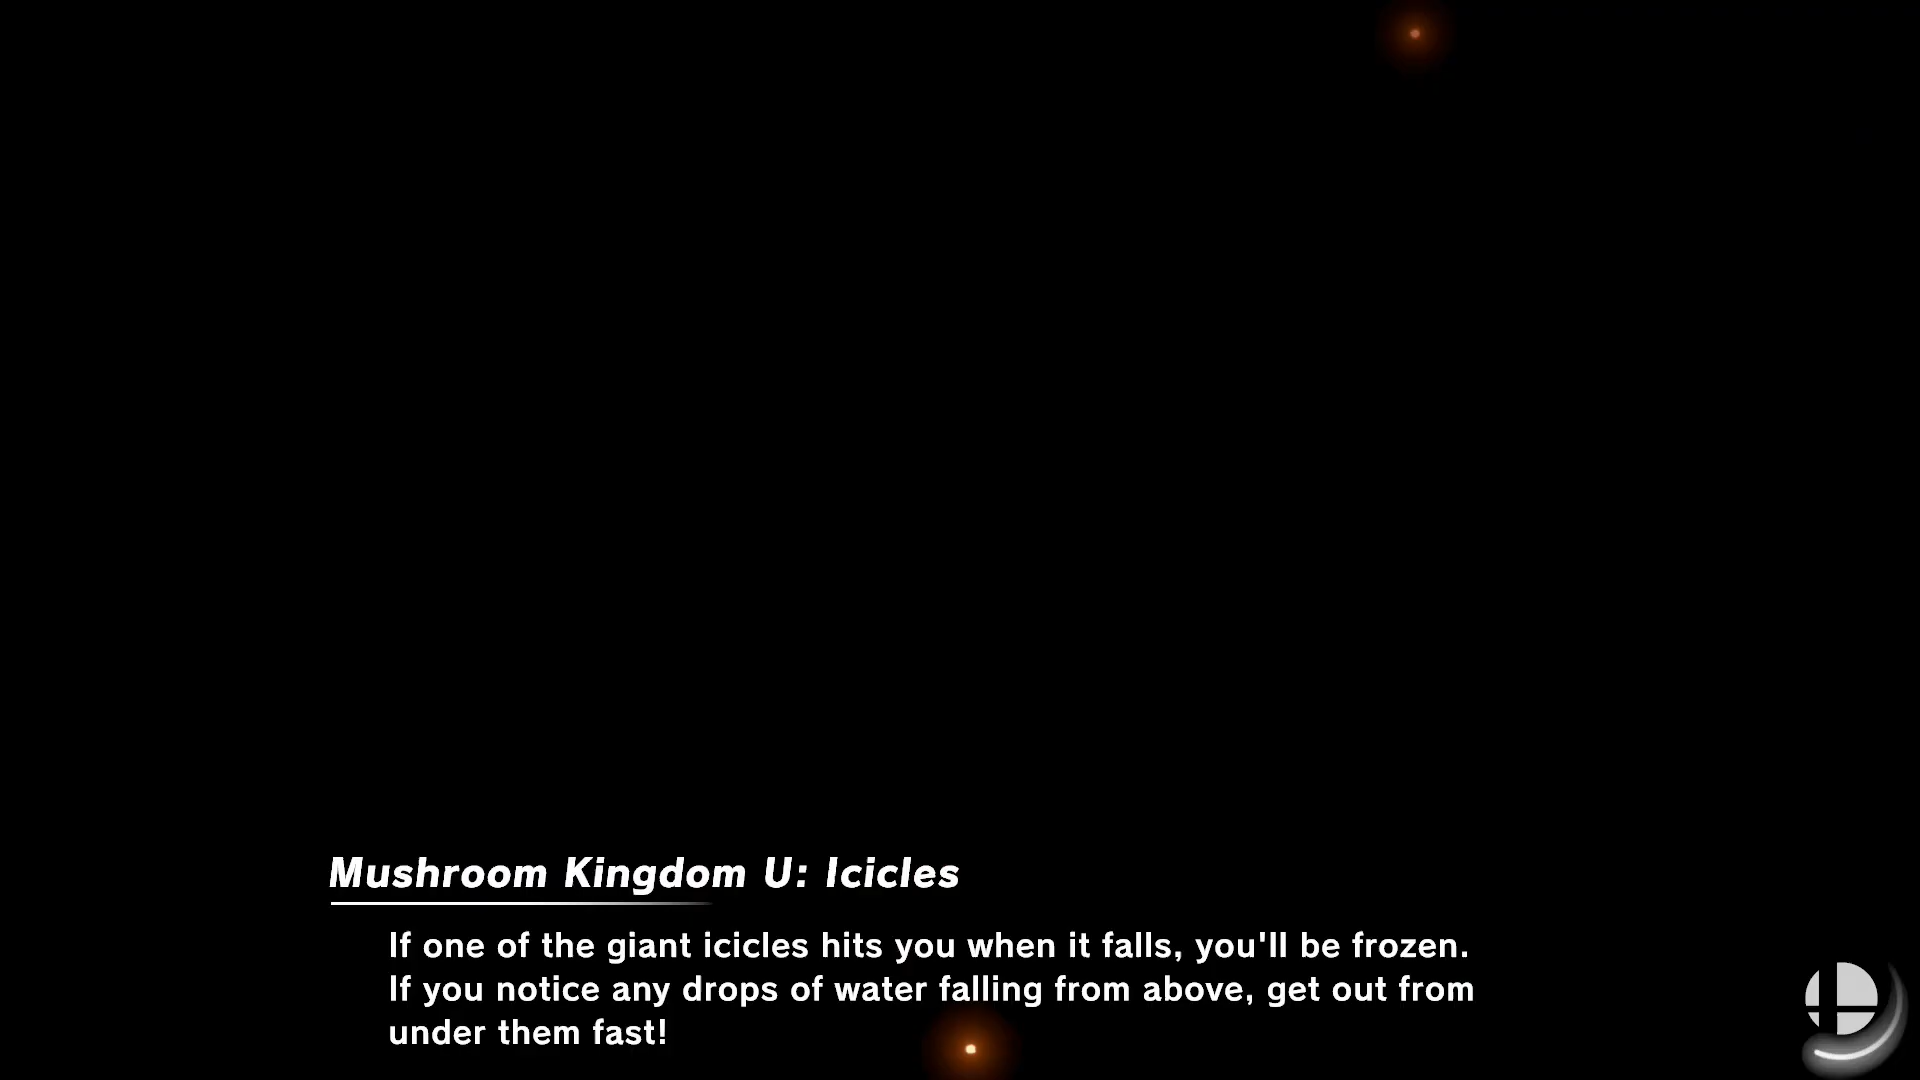 Mushroom Kingdom U: Icicles
If one of the giant icicles hits you when it falls, you'll be frozen.
If you notice any drops of water falling from above, get out from
under them fast!